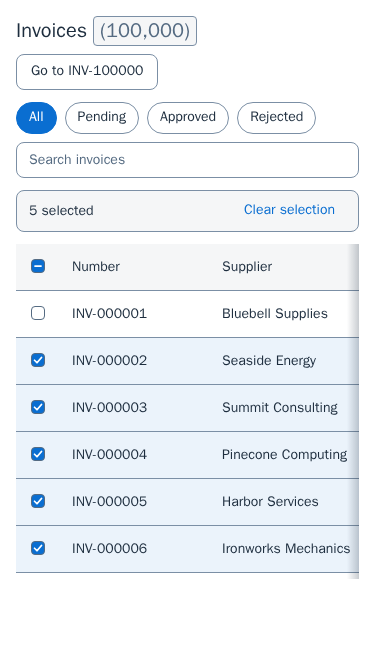 Invoices (100,000)
Go to INV-100000
All Pending Approved Rejected
Search invoices
5 selected Clear selection
Number Supplier
INV-000001 Bluebell Supplies
INV-000002 Seaside Energy
INV-000003 Summit Consulting
INV-000004 Pinecone Computing
INV-000005 Harbor Services
INV-000006 Ironworks Mechanics